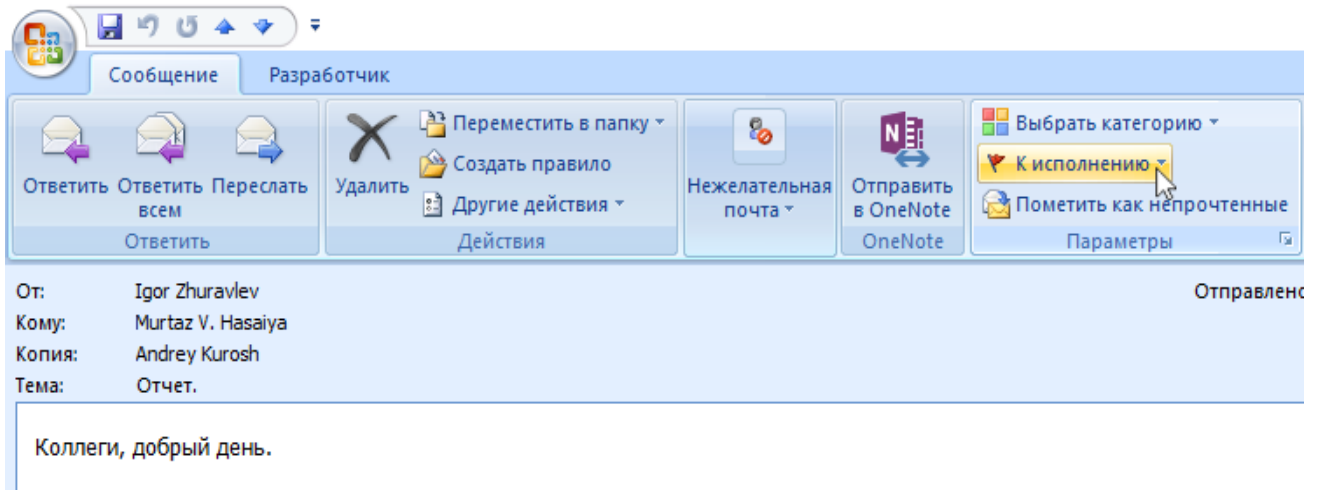 Сообщение Разработчик
Ответить Ответить всем Переслать
Ответить
Удалить
Переместить в папку
Создать правило
Другие действия
Действия
Нежелательная почта
Отправить в OneNote
OneNote
Выбрать категорию
К исполнению
Пометить как непрочтенные
Параметры
От: Igor Zhuravlev
Отправлено
Кому: Murtaz V. Hasaiya
Копия: Andrey Kurosh
Тема: Отчет.
Коллеги, добрый день.